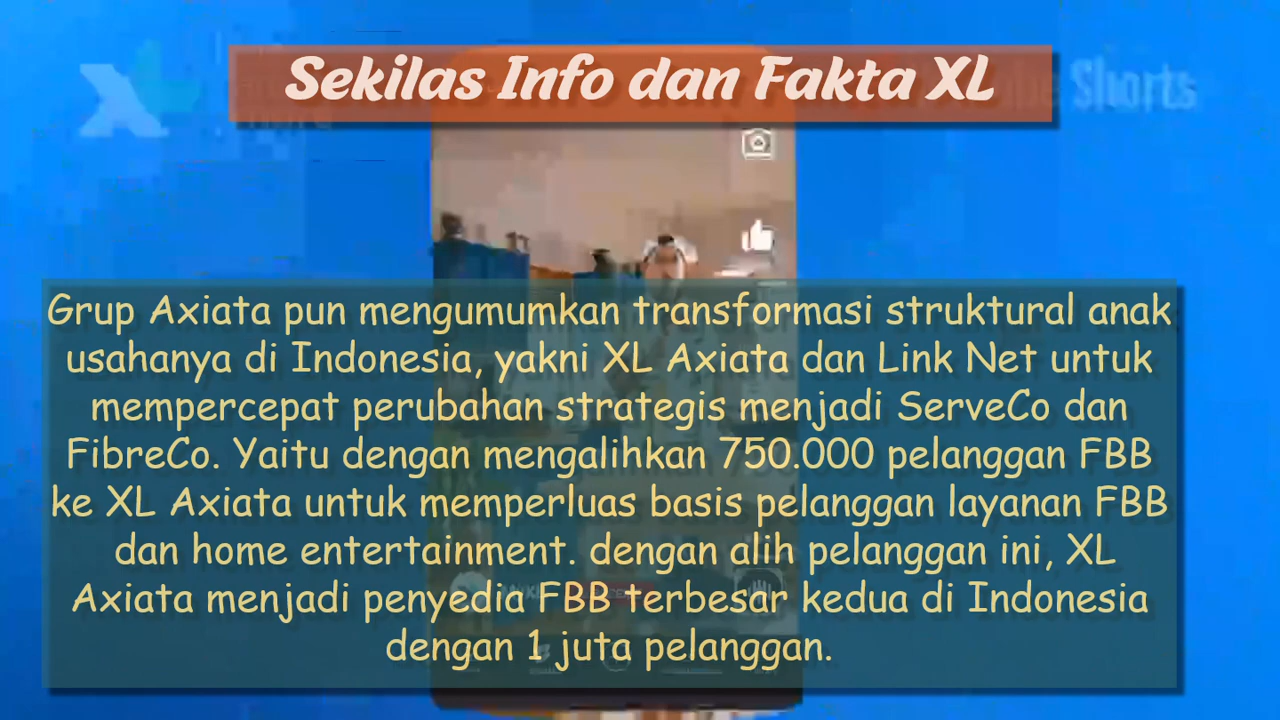 Sekilas Info dan Fakta XL
Shorts
Grup Axiata pun mengumumkan transformasi struktural anak
usahanya di Indonesia, yakni XL Axiata dan Link Net untuk
mempercepat perubahan strategis menjadi ServeCo dan
FibreCo. Yaitu dengan mengalihkan 750.000 pelanggan FBB
ke XL Axiata untuk memperluas basis pelanggan layanan FBB
dan home entertainment. dengan alih pelanggan ini, XL
Axiata menjadi penyedia FBB terbesar kedua di Indonesia
dengan 1 juta pelanggan.